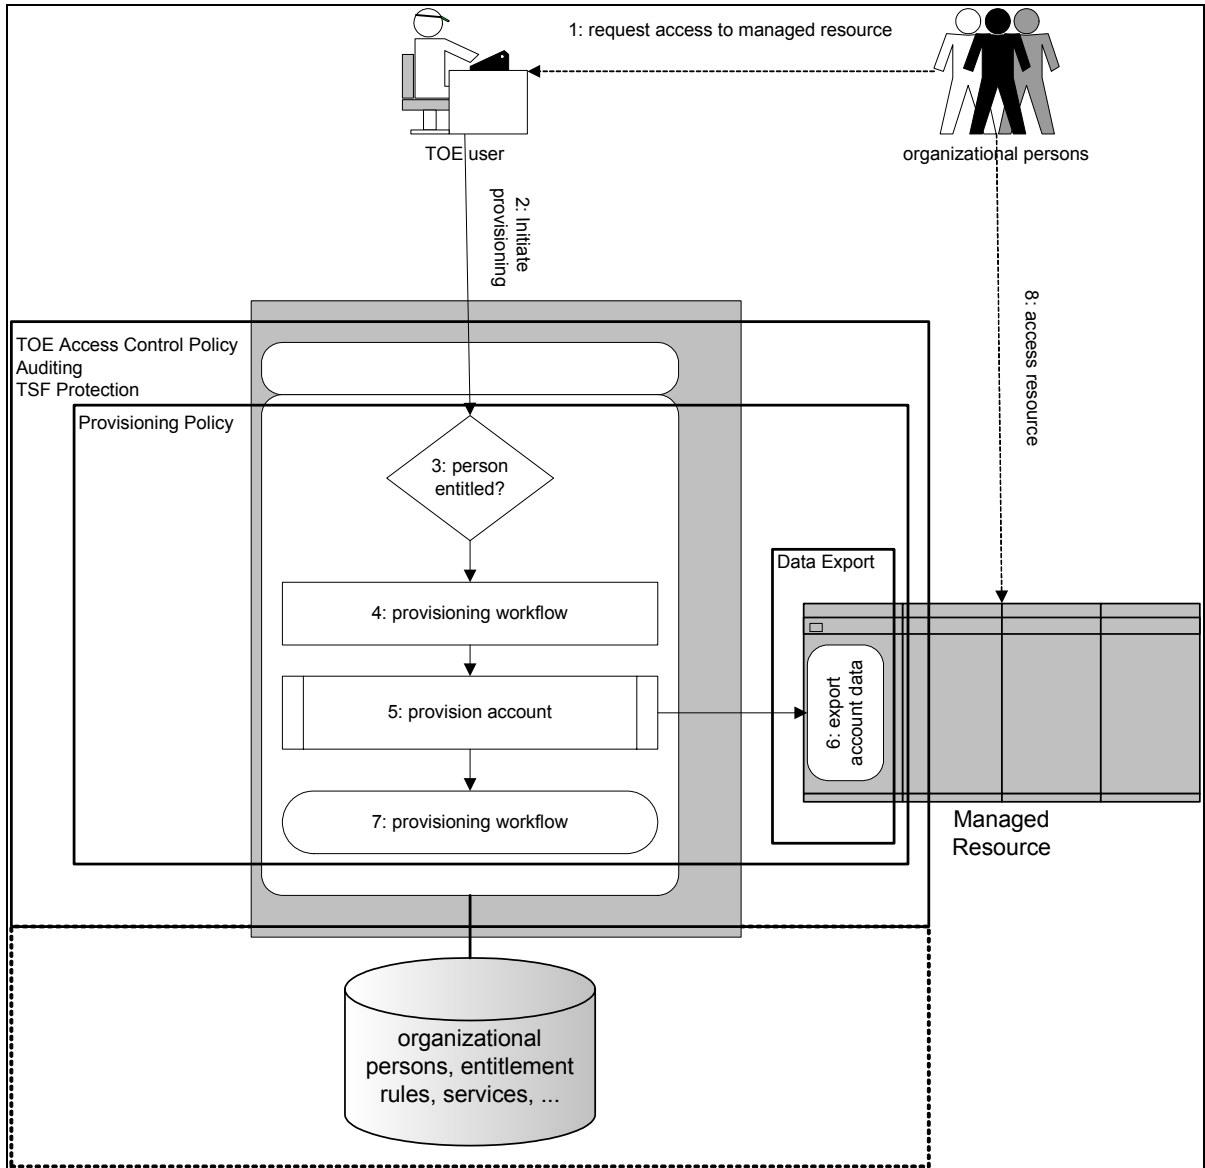 1: request access to managed resource
TOE user
organizational persons
2: Initiate
provisioning
8: access resource
TOE Access Control Policy
Auditing
TSF Protection
Provisioning Policy
3: person
entitled?
Data Export
4: provisioning workflow
5: provision account
6: export
account data
7: provisioning workflow
Managed
Resource
organizational
persons, entitlement
rules, services, ...